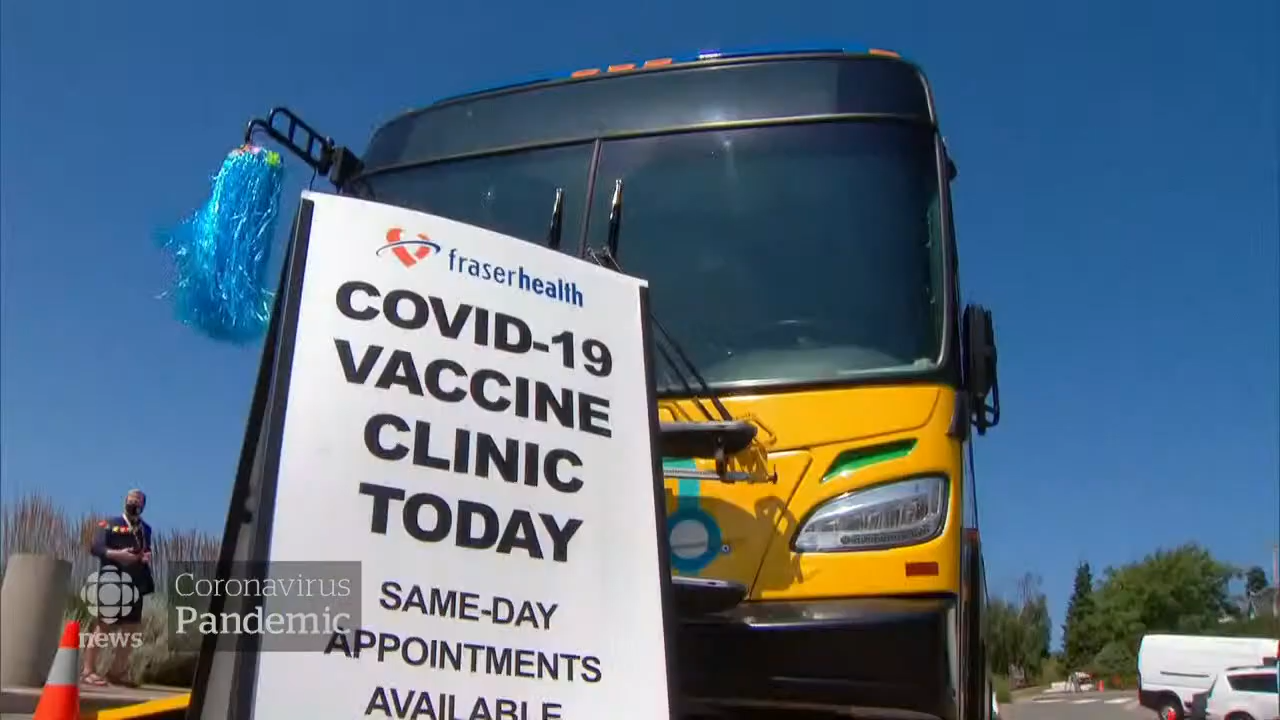 fraserhealth
COVID-19
VACCINE
CLINIC
TODAY
SAME-DAY
APPOINTMENTS
AVAILABLE
Coronavirus
Pandemic
news